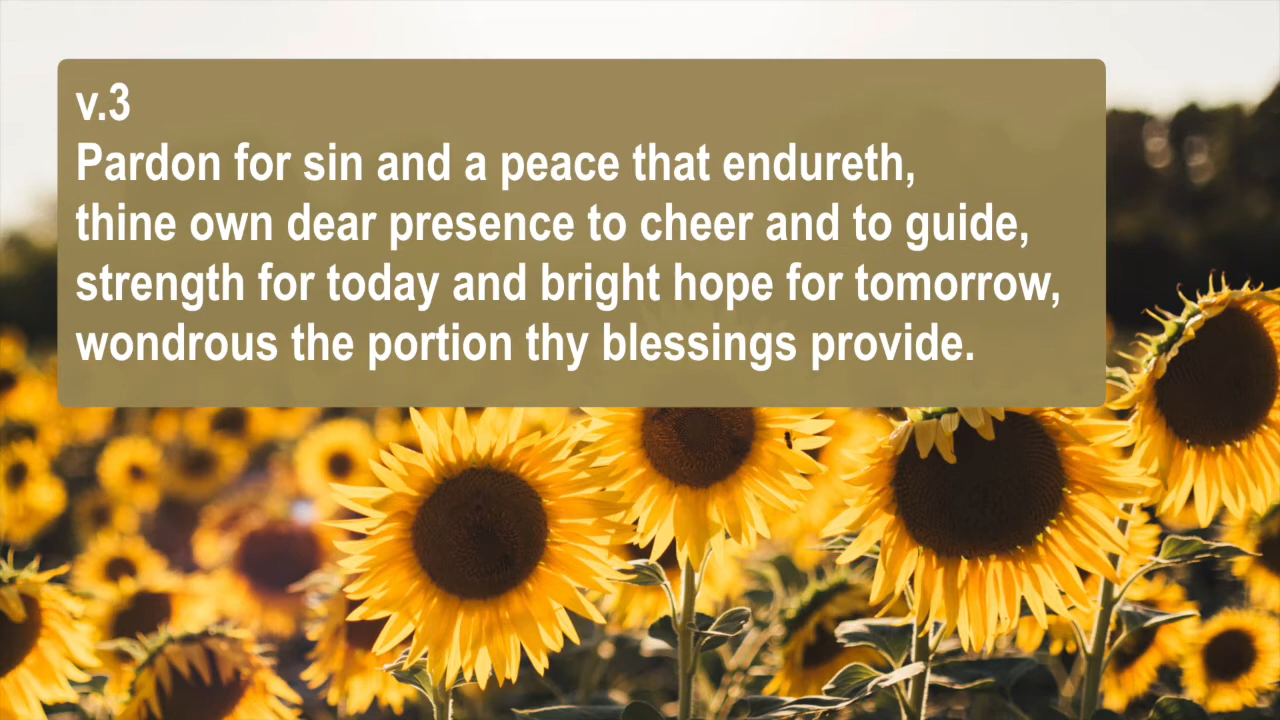 v.3
Pardon for sin and a peace that endureth,
thine own dear presence to cheer and to guide,
strength for today and bright hope for tomorrow,
wondrous the portion thy blessings provide.